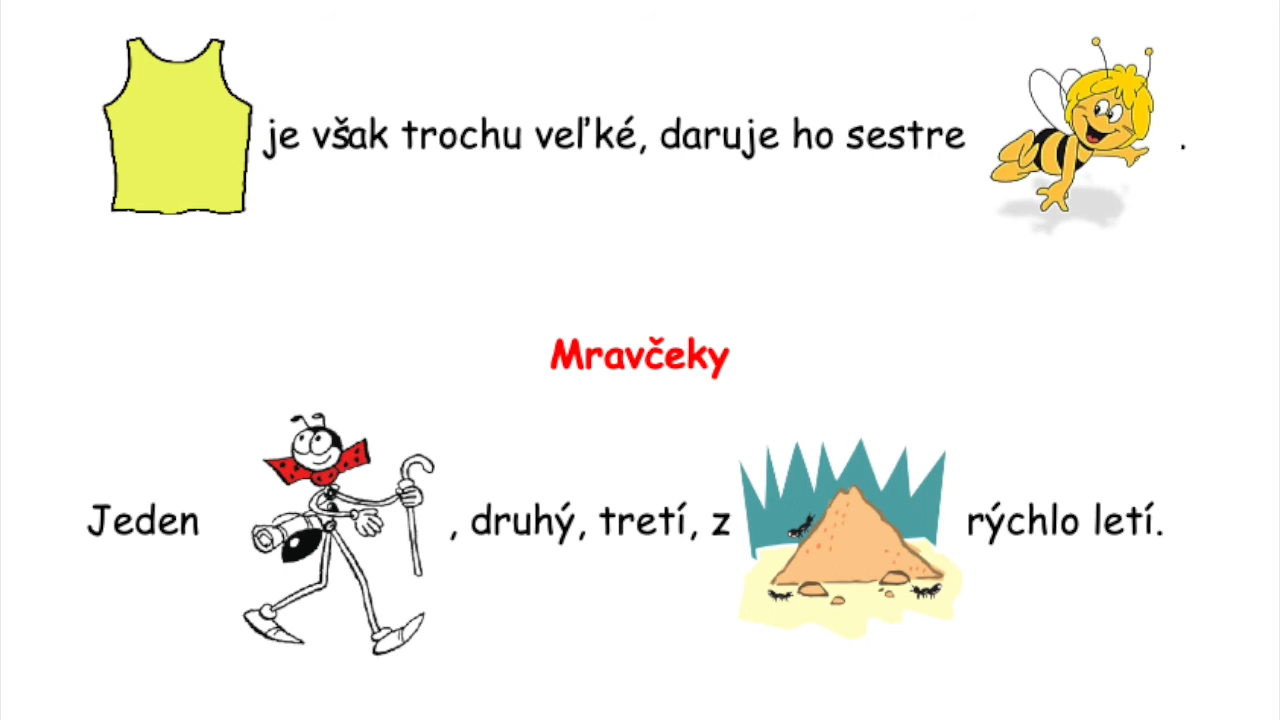 je však trochu veľké, daruje ho sestre .
Mravčeky
Jeden , druhý, tretí, z rýchlo letí.